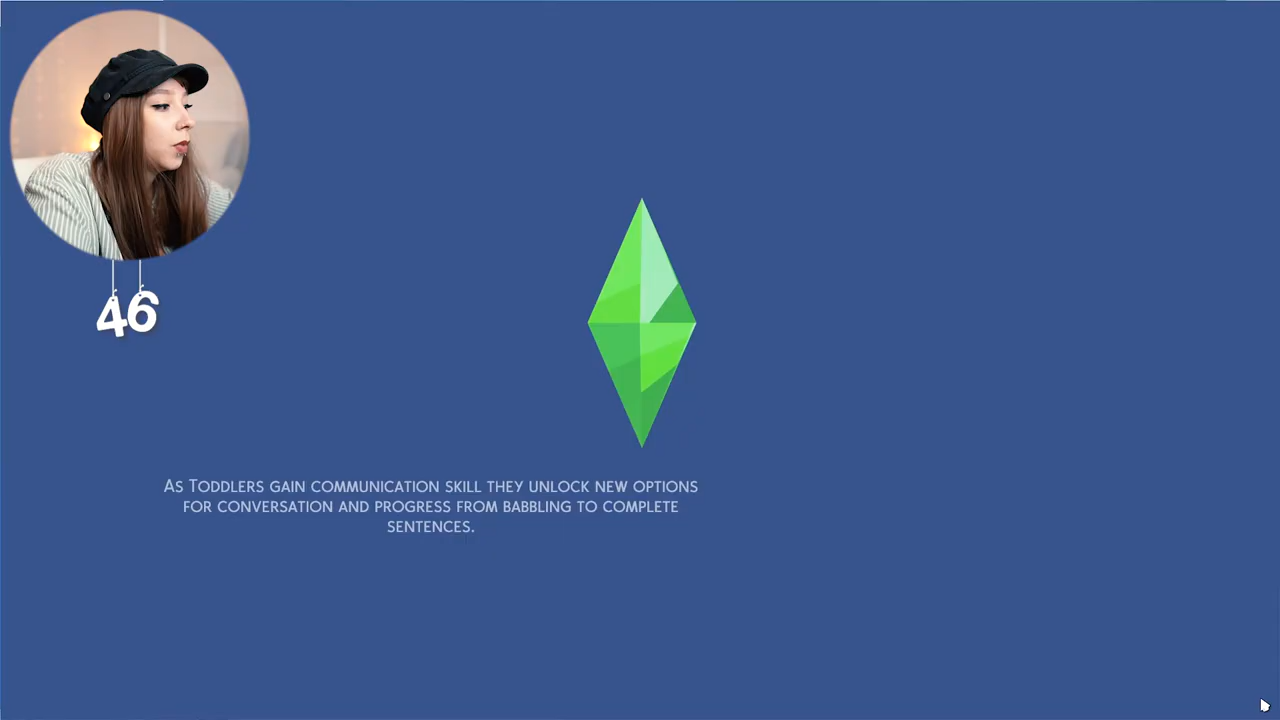 46
As Toddlers gain communication skill they unlock new options
for conversation and progress from babbling to complete
sentences.